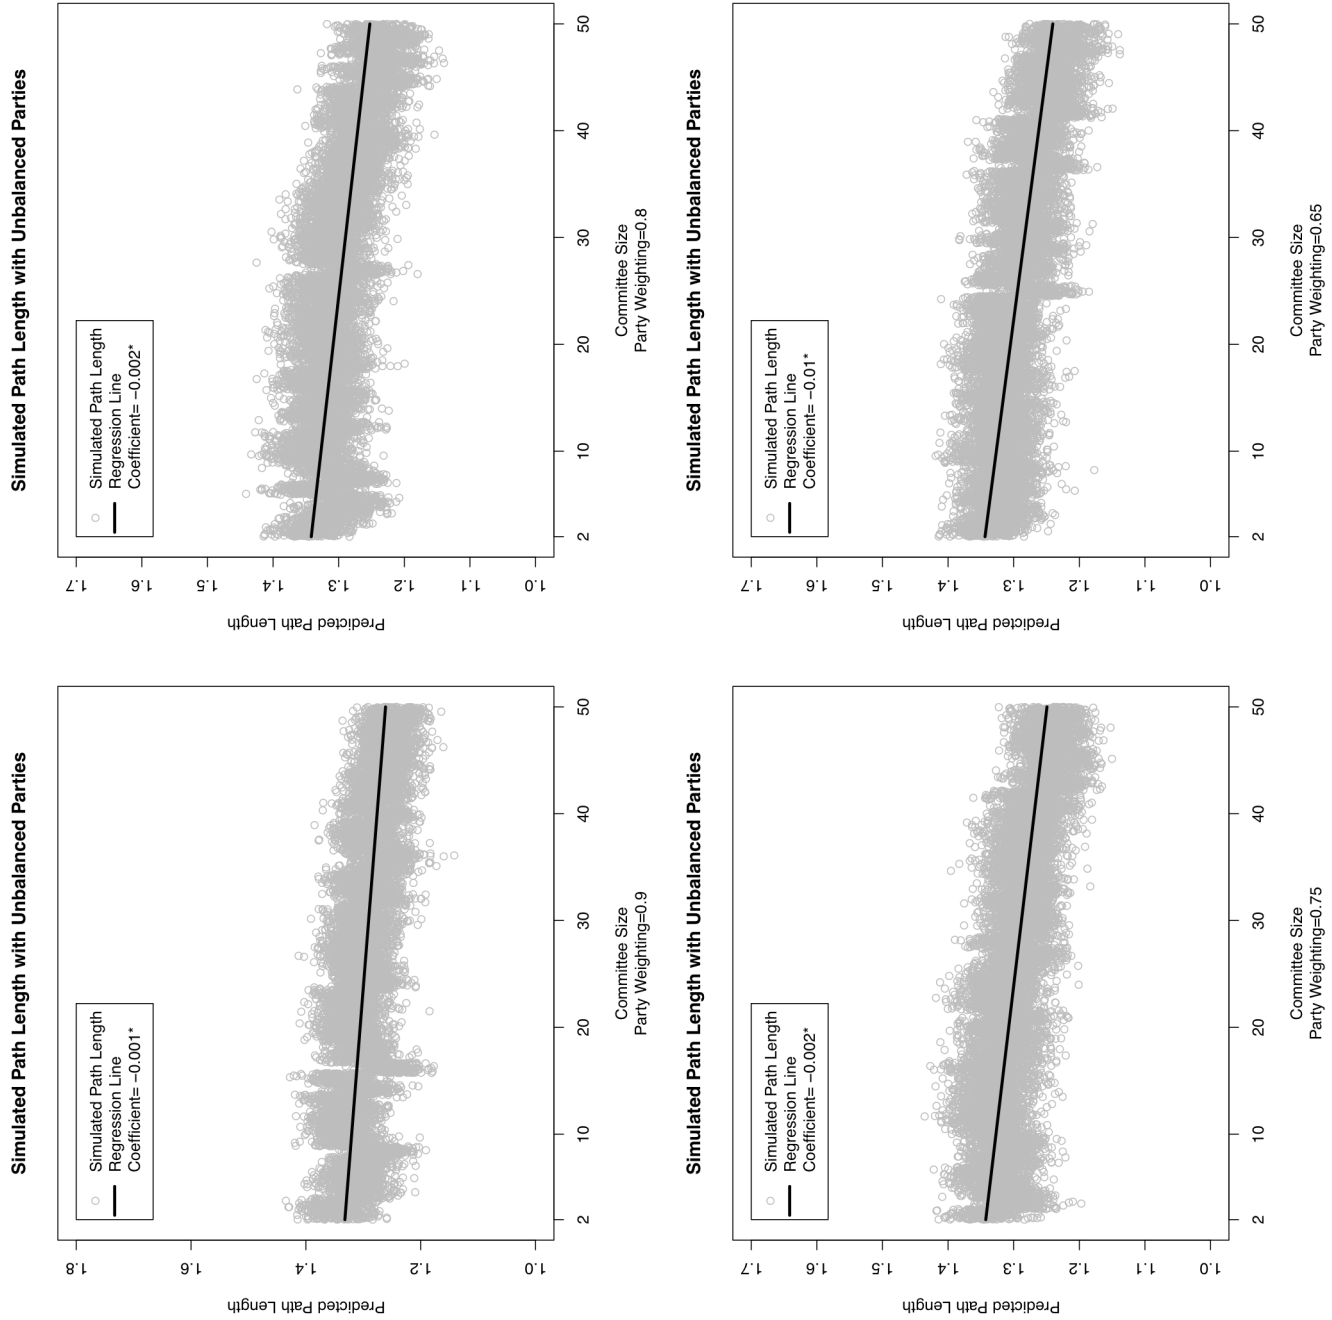 Simulated Path Length with Unbalanced Parties
Simulated Path Length
Regression Line
Coefficient= −0.001*
Predicted Path Length
1.8
1.6
1.4
1.2
1.0
2 10 20 30 40 50
Committee Size
Party Weighting=0.9
Simulated Path Length with Unbalanced Parties
Simulated Path Length
Regression Line
Coefficient= −0.002*
Predicted Path Length
1.7
1.6
1.5
1.4
1.3
1.2
1.1
1.0
2 10 20 30 40 50
Committee Size
Party Weighting=0.8
Simulated Path Length with Unbalanced Parties
Simulated Path Length
Regression Line
Coefficient= −0.002*
Predicted Path Length
1.7
1.6
1.5
1.4
1.3
1.2
1.1
1.0
2 10 20 30 40 50
Committee Size
Party Weighting=0.75
Simulated Path Length with Unbalanced Parties
Simulated Path Length
Regression Line
Coefficient= −0.01*
Predicted Path Length
1.7
1.6
1.5
1.4
1.3
1.2
1.1
1.0
2 10 20 30 40 50
Committee Size
Party Weighting=0.65